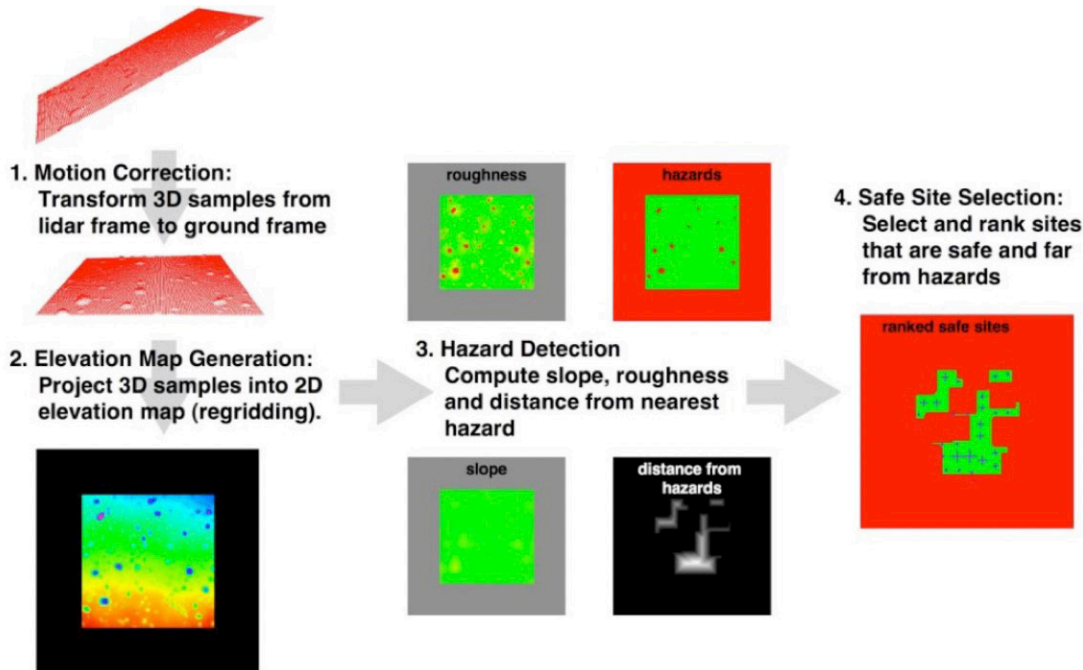 1. Motion Correction:
Transform 3D samples from
lidar frame to ground frame
2. Elevation Map Generation:
Project 3D samples into 2D
elevation map (regridding).
roughness
hazards
3. Hazard Detection
Compute slope, roughness
and distance from nearest
hazard
slope
distance from
hazards
4. Safe Site Selection:
Select and rank sites
that are safe and far
from hazards
ranked safe sites